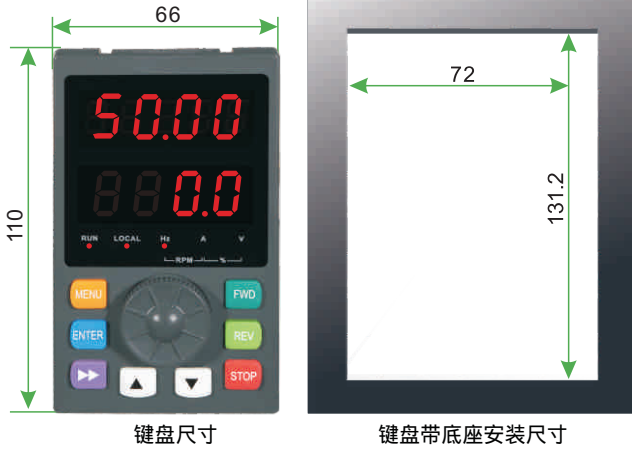 66
72
110
131.2
50.00
0.0
RUN LOCAL Hz A V
RPM %
MENU FWD
ENTER REV
STOP
键盘尺寸
键盘带底座安装尺寸